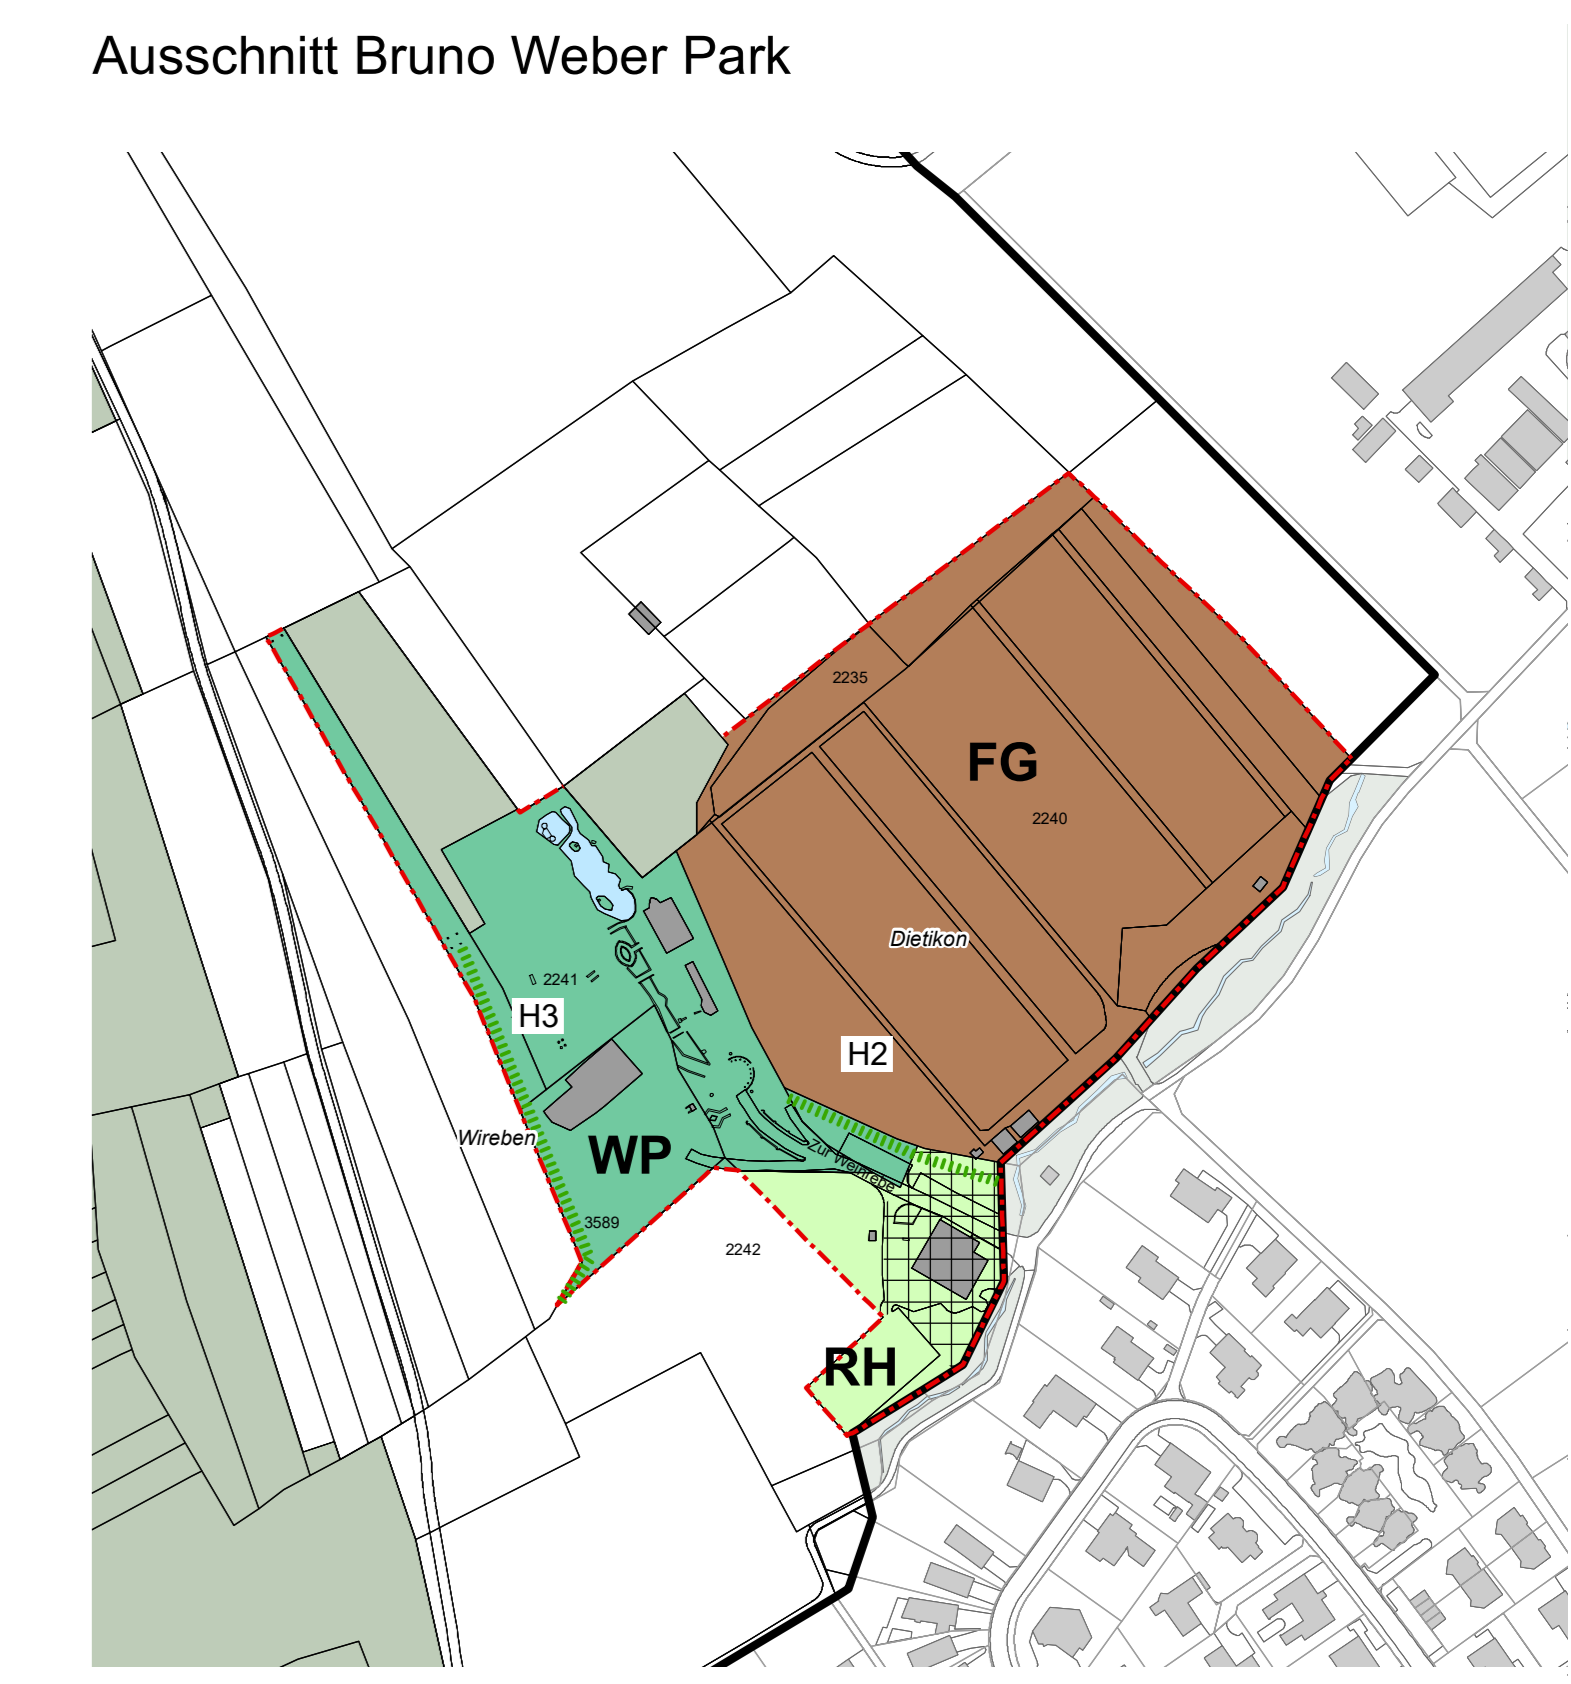 Ausschnitt Bruno Weber Park
2235
FG
2240
Dietikon
2241
H3
H2
Wireben
WP
Zur Weinrebe
3589
2242
RH